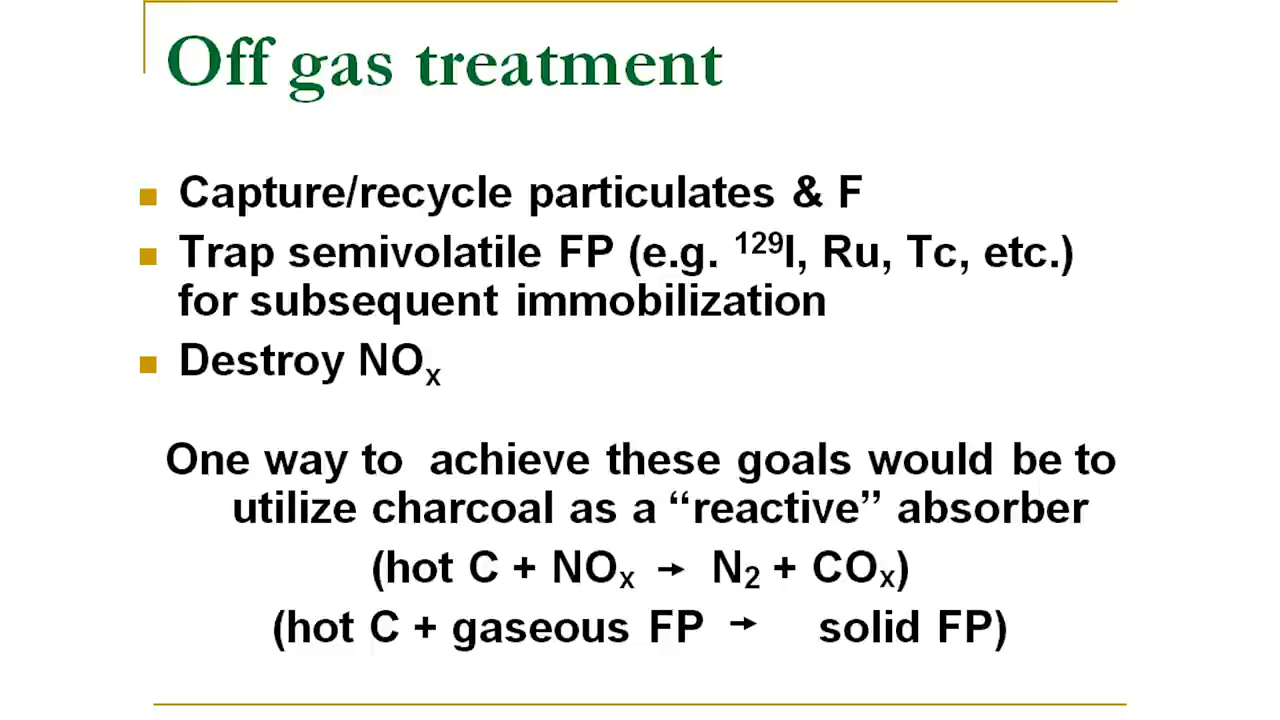 Off gas treatment
Capture/recycle particulates & F
Trap semivolatile FP (e.g. ¹²⁹I, Ru, Tc, etc.)
for subsequent immobilization
Destroy NOₓ
One way to achieve these goals would be to
utilize charcoal as a “reactive” absorber
(hot C + NOₓ → N₂ + COₓ)
(hot C + gaseous FP → solid FP)